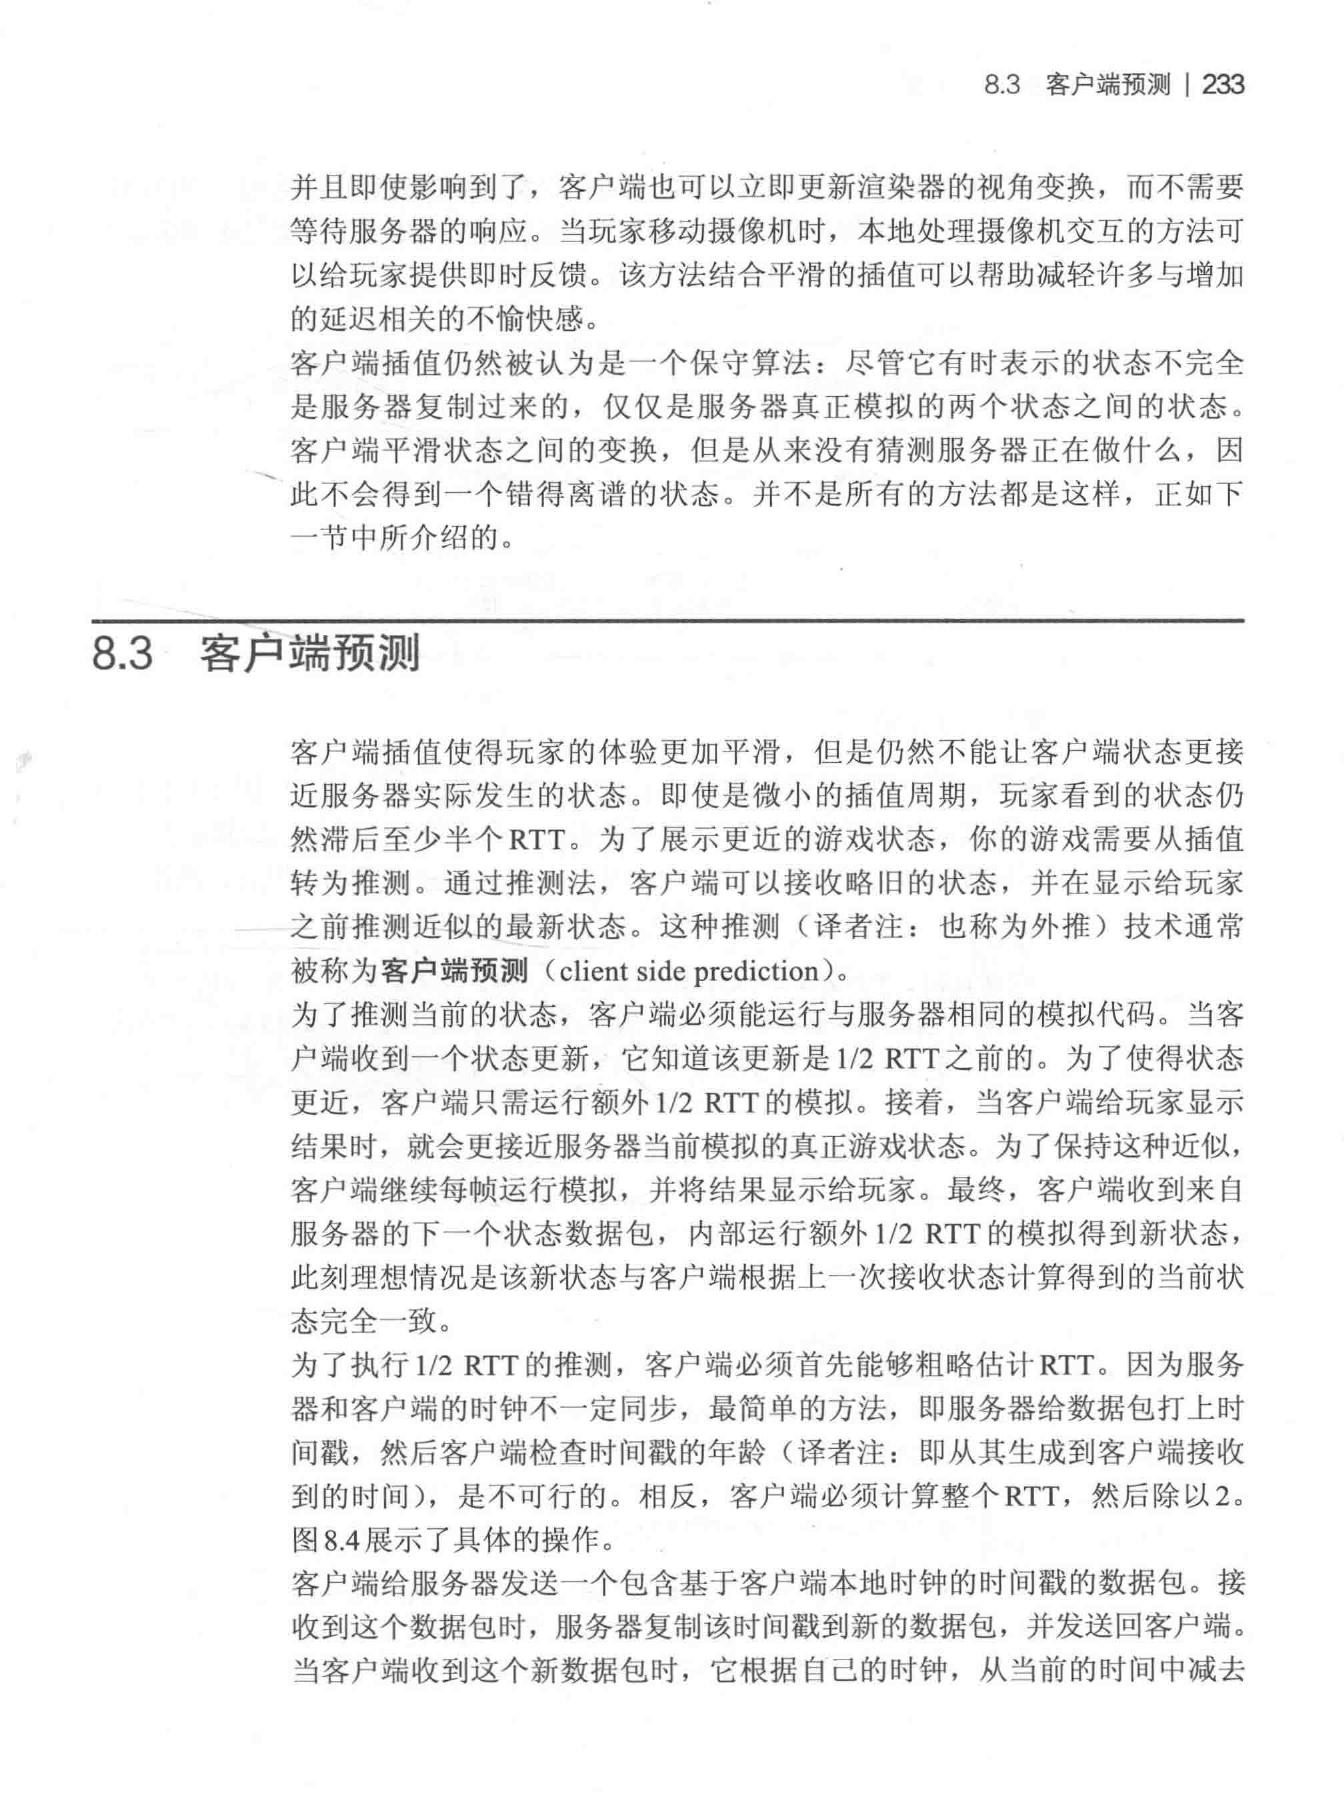 8.3 客户端预测 | 233
并且即使影响到了，客户端也可以立即更新渲染器的视角变换，而不需要
等待服务器的响应。当玩家移动摄像机时，本地处理摄像机交互的方法可
以给玩家提供即时反馈。该方法结合平滑的插值可以帮助减轻许多与增加
的延迟相关的不愉快感。
客户端插值仍然被认为是一个保守算法：尽管它有时表示的状态不完全
是服务器复制过来的，仅仅是服务器真正模拟的两个状态之间的状态。
客户端平滑状态之间的变换，但是从来没有猜测服务器正在做什么，因
此不会得到一个错得离谱的状态。并不是所有的方法都是这样，正如下
一节中所介绍的。
8.3 客户端预测
客户端插值使得玩家的体验更加平滑，但是仍然不能让客户端状态更接
近服务器实际发生的状态。即使是微小的插值周期，玩家看到的状态仍
然滞后至少半个RTT。为了展示更近的游戏状态，你的游戏需要从插值
转为推测。通过推测法，客户端可以接收略旧的状态，并在显示给玩家
之前推测近似的最新状态。这种推测（译者注：也称为外推）技术通常
被称为客户端预测（client side prediction）。
为了推测当前的状态，客户端必须能运行与服务器相同的模拟代码。当客
户端收到一个状态更新，它知道该更新是1/2 RTT之前的。为了使得状态
更近，客户端只需运行额外1/2 RTT的模拟。接着，当客户端给玩家显示
结果时，就会更接近服务器当前模拟的真正游戏状态。为了保持这种近似，
客户端继续每帧运行模拟，并将结果显示给玩家。最终，客户端收到来自
服务器的下一个状态数据包，内部运行额外1/2 RTT的模拟得到新状态，
此刻理想情况是该新状态与客户端根据上一次接收状态计算得到的当前状
态完全一致。
为了执行1/2 RTT的推测，客户端必须首先能够粗略估计RTT。因为服务
器和客户端的时钟不一定同步，最简单的方法，即服务器给数据包打上时
间戳，然后客户端检查时间戳的年龄（译者注：即从其生成到客户端接收
到的时间），是不可行的。相反，客户端必须计算整个RTT，然后除以2。
图8.4展示了具体的操作。
客户端给服务器发送一个包含基于客户端本地时钟的时间戳的数据包。接
收到这个数据包时，服务器复制该时间戳到新的数据包，并发送回客户端。
当客户端收到这个新数据包时，它根据自己的时钟，从当前的时间中减去